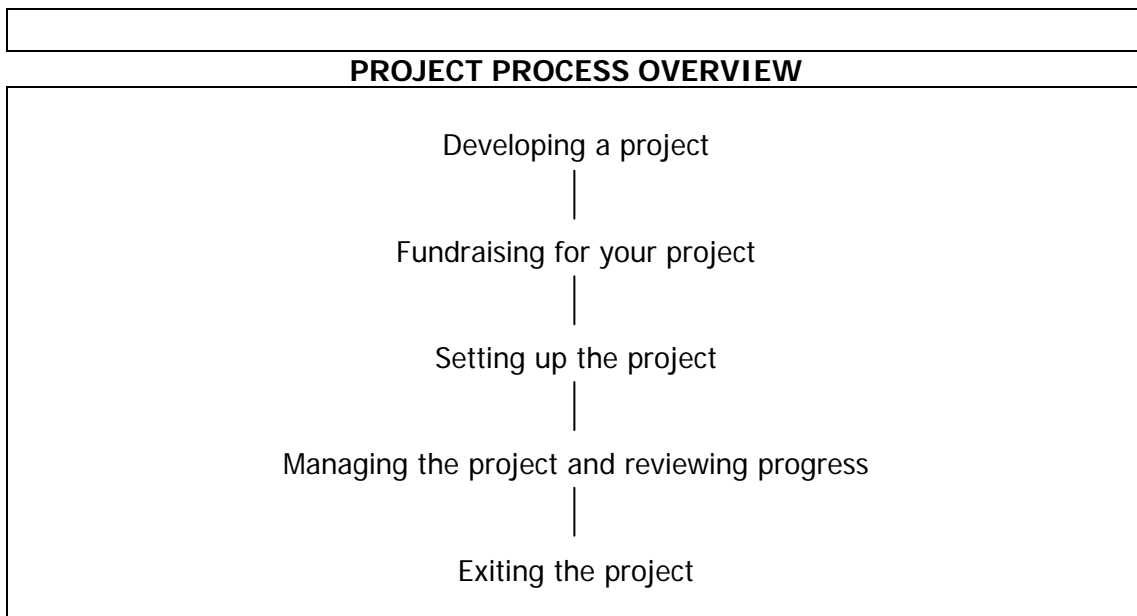 PROJECT PROCESS OVERVIEW
Developing a project
Fundraising for your project
Setting up the project
Managing the project and reviewing progress
Exiting the project